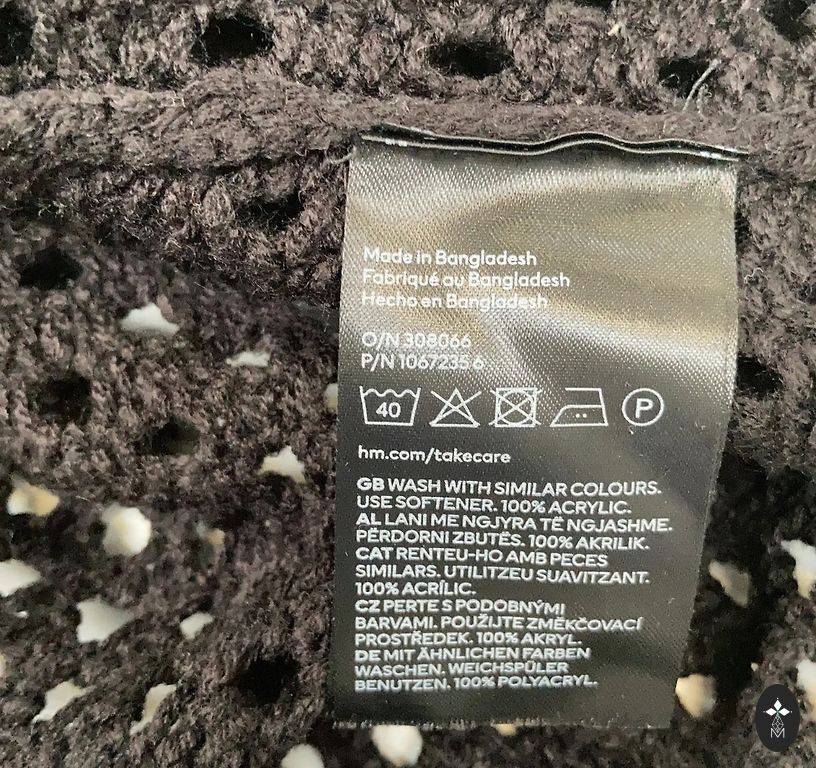 Made in Bangladesh
Fabriqué au Bangladesh
Hecho en Bangladesh
O/N 308066
P/N 1067235 6
40 P
hm.com/takecare
GB WASH WITH SIMILAR COLOURS.
USE SOFTENER. 100% ACRYLIC.
AL LANI ME NGJYRA TË NGJASHME.
PËRDORNI ZBUTËS. 100% AKRILIK.
CAT RENTEU-HO AMB PECES
SIMILARS. UTILITZEU SUAVITZANT.
100% ACRÍLIC.
CZ PERTE S PODOBNÝMI
BARVAMI. POUŽIJTE ZMĚKČOVACÍ
PROSTŘEDEK. 100% AKRYL.
DE MIT ÄHNLICHEN FARBEN
WASCHEN. WEICHSPÜLER
BENUTZEN. 100% POLYACRYL.
M